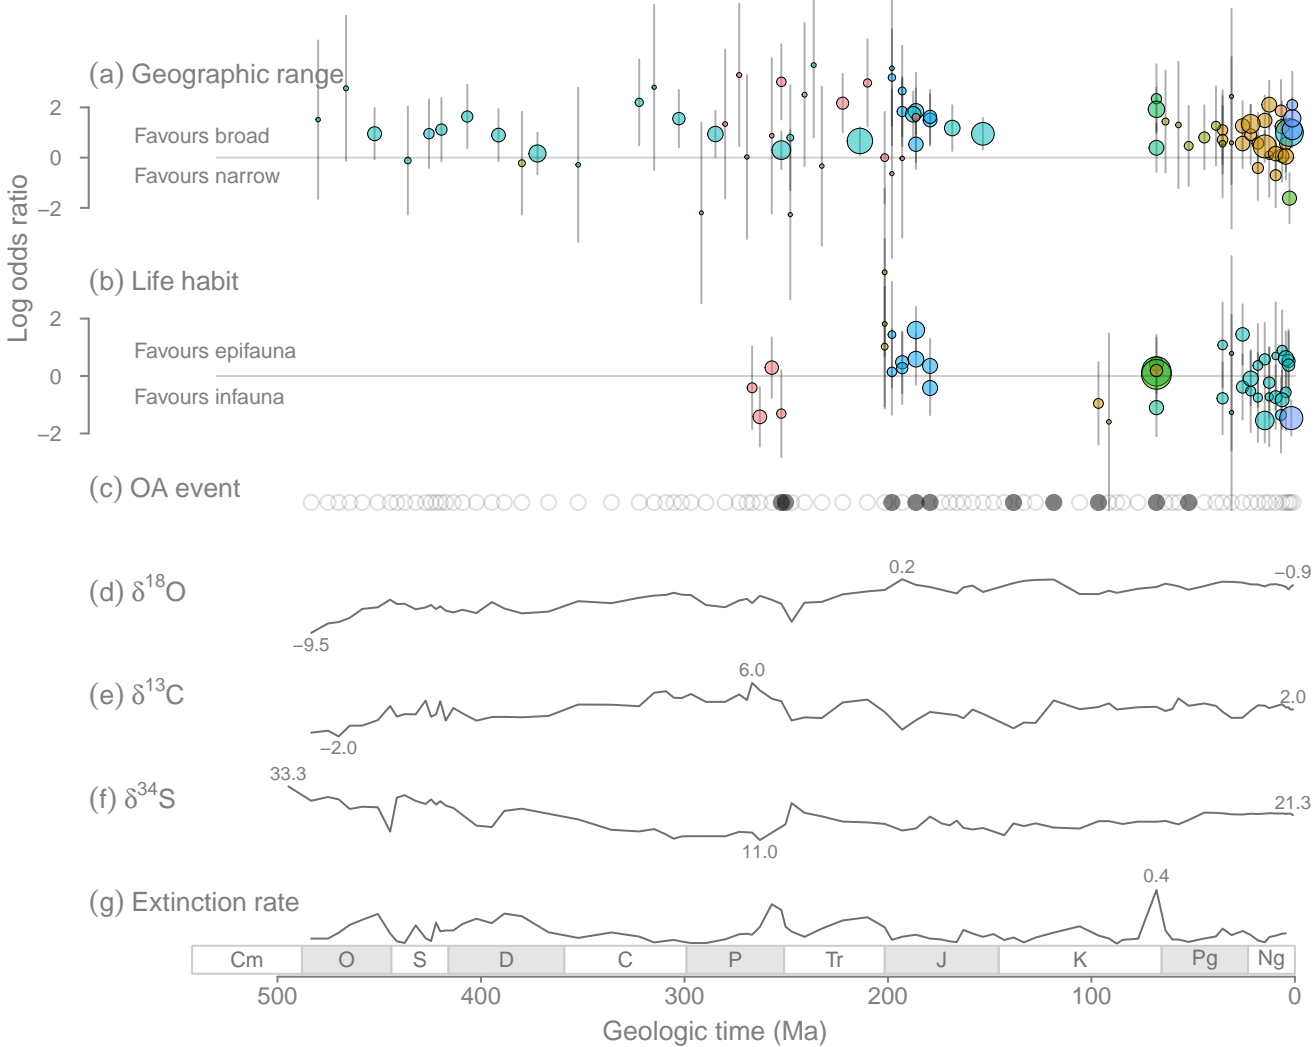 (a) Geographic range
2
Favours broad
0
Favours narrow
−2
Log odds ratio
(b) Life habit
2
Favours epifauna
0
Favours infauna
−2
(c) OA event
(d) δ18O
0.2
−0.9
−9.5
(e) δ13C
6.0
2.0
−2.0
33.3
(f) δ34S
21.3
11.0
(g) Extinction rate
0.4
Cm O S D C P Tr J K Pg Ng
500 400 300 200 100 0
Geologic time (Ma)